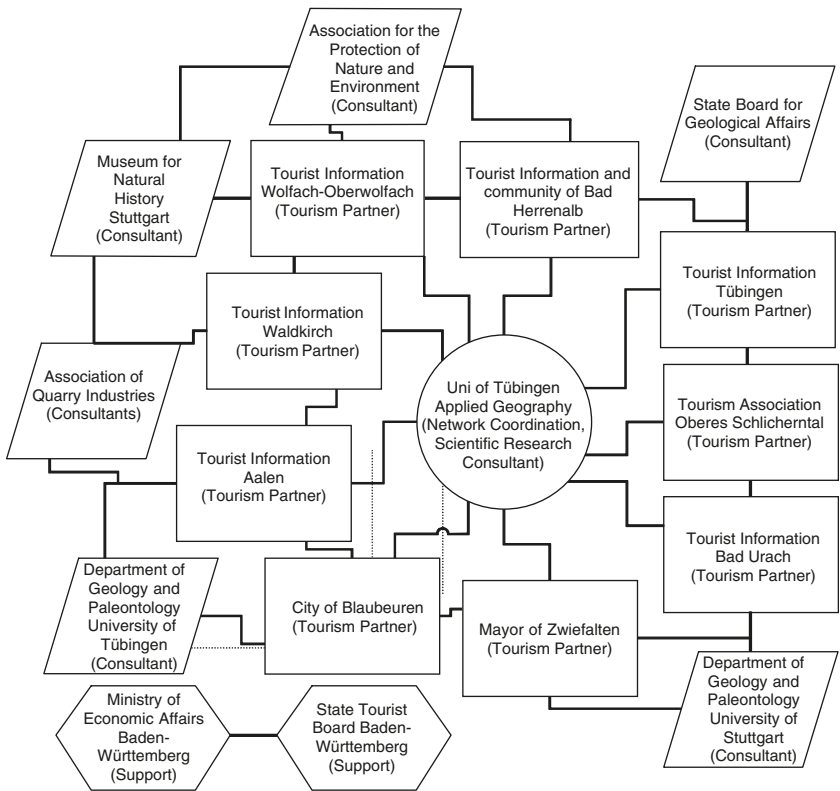 Association for the
Protection of
Nature and
Environment
(Consultant)
State Board for
Geological Affairs
(Consultant)
Museum for
Natural
History
Stuttgart
(Consultant)
Tourist Information
Wolfach-Oberwolfach
(Tourism Partner)
Tourist Information and
community of Bad
Herrenalb
(Tourism Partner)
Tourist Information
Tübingen
(Tourism Partner)
Tourist Information
Waldkirch
(Tourism Partner)
Association of
Quarry Industries
(Consultants)
Uni of Tübingen
Applied Geography
(Network Coordination,
Scientific Research
Consultant)
Tourism Association
Oberes Schlicherntal
(Tourism Partner)
Tourist Information
Aalen
(Tourism Partner)
Tourist Information
Bad Urach
(Tourism Partner)
Department of
Geology and
Paleontology
University of
Tübingen
(Consultant)
City of Blaubeuren
(Tourism Partner)
Mayor of Zwiefalten
(Tourism Partner)
Department of
Geology and
Paleontology
University of
Stuttgart
(Consultant)
Ministry of
Economic Affairs
Baden-
Württemberg
(Support)
State Tourist
Board Baden-
Württemberg
(Support)